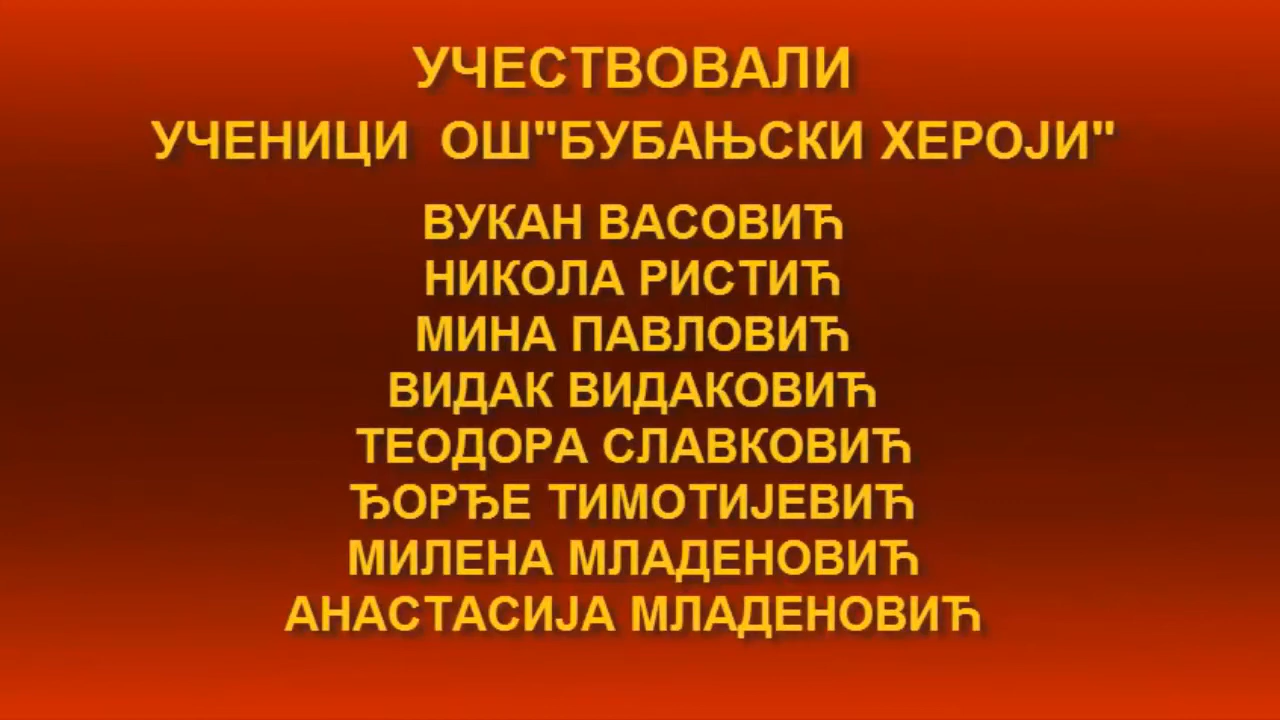 УЧЕСТВОВАЛИ
УЧЕНИЦИ ОШ"БУБАЊСКИ ХЕРОЈИ"
ВУКАН ВАСОВИЋ
НИКОЛА РИСТИЋ
МИНА ПАВЛОВИЋ
ВИДАК ВИДАКОВИЋ
ТЕОДОРА СЛАВКОВИЋ
ЂОРЂЕ ТИМОТИЈЕВИЋ
МИЛЕНА МЛАДЕНОВИЋ
АНАСТАСИЈА МЛАДЕНОВИЋ